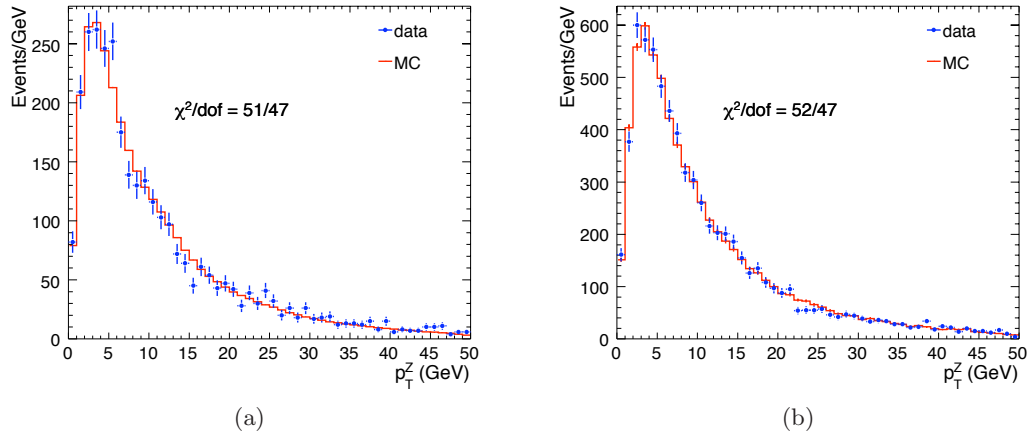 Events/GeV
250
200
150
100
50
0
data
MC
χ²/dof = 51/47
0 5 10 15 20 25 30 35 40 45 50
p_T^Z (GeV)
(a)
Events/GeV
600
500
400
300
200
100
0
data
MC
χ²/dof = 52/47
0 5 10 15 20 25 30 35 40 45 50
p_T^Z (GeV)
(b)